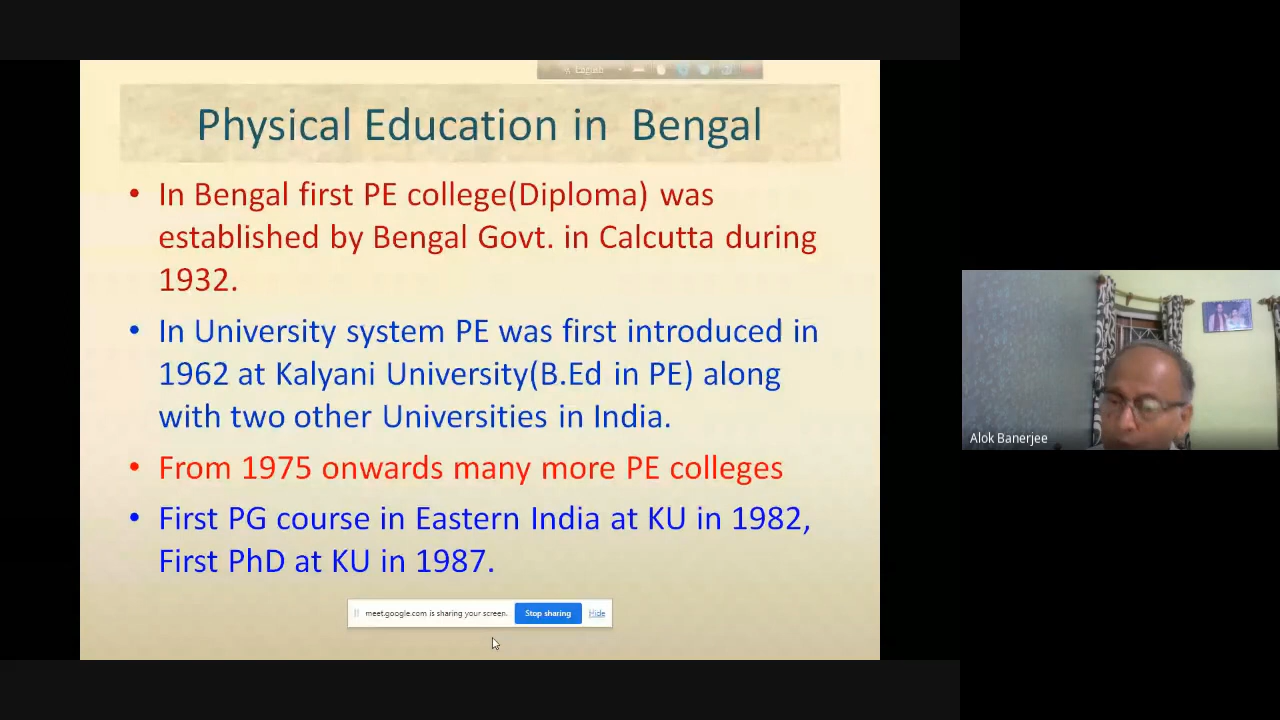 Physical Education in Bengal
• In Bengal first PE college(Diploma) was
established by Bengal Govt. in Calcutta during
1932.
• In University system PE was first introduced in
1962 at Kalyani University(B.Ed in PE) along
with two other Universities in India.
• From 1975 onwards many more PE colleges
• First PG course in Eastern India at KU in 1982,
First PhD at KU in 1987.
meet.google.com is sharing your screen. Stop sharing Hide
Alok Banerjee